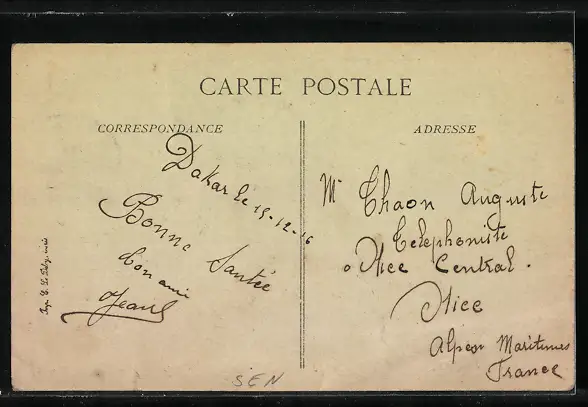 CARTE POSTALE
CORRESPONDANCE
ADRESSE
Dakar le 15-12-16
Bonne Santée
Ton ami
Jean
Mr Chaon Auguste
Telephoniste
a Nice Central.
Nice
Alpes Maritimes
France
SEN